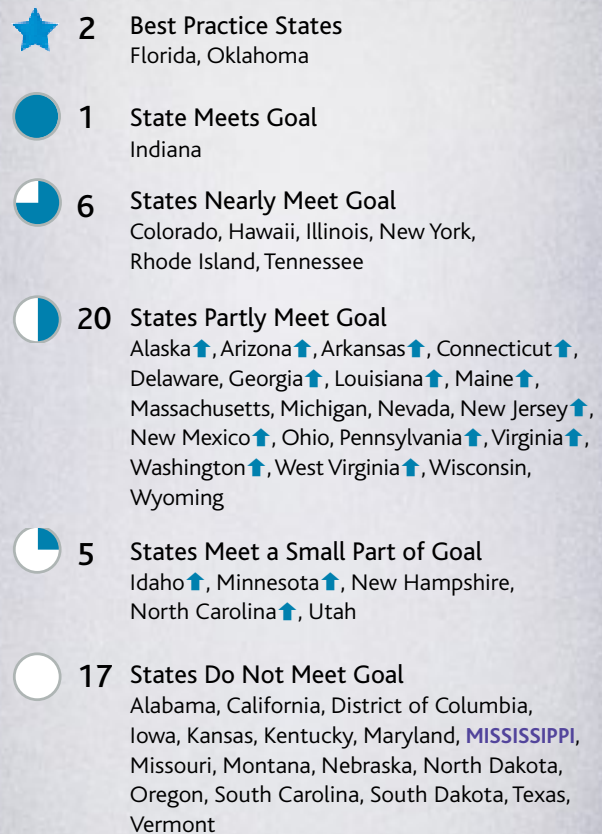 2 Best Practice States
Florida, Oklahoma
1 State Meets Goal
Indiana
6 States Nearly Meet Goal
Colorado, Hawaii, Illinois, New York,
Rhode Island, Tennessee
20 States Partly Meet Goal
Alaska⬆, Arizona⬆, Arkansas⬆, Connecticut⬆,
Delaware, Georgia⬆, Louisiana⬆, Maine⬆,
Massachusetts, Michigan, Nevada, New Jersey⬆,
New Mexico⬆, Ohio, Pennsylvania⬆, Virginia⬆,
Washington⬆, West Virginia⬆, Wisconsin,
Wyoming
5 States Meet a Small Part of Goal
Idaho⬆, Minnesota⬆, New Hampshire,
North Carolina⬆, Utah
17 States Do Not Meet Goal
Alabama, California, District of Columbia,
Iowa, Kansas, Kentucky, Maryland, MISSISSIPPI,
Missouri, Montana, Nebraska, North Dakota,
Oregon, South Carolina, South Dakota, Texas,
Vermont